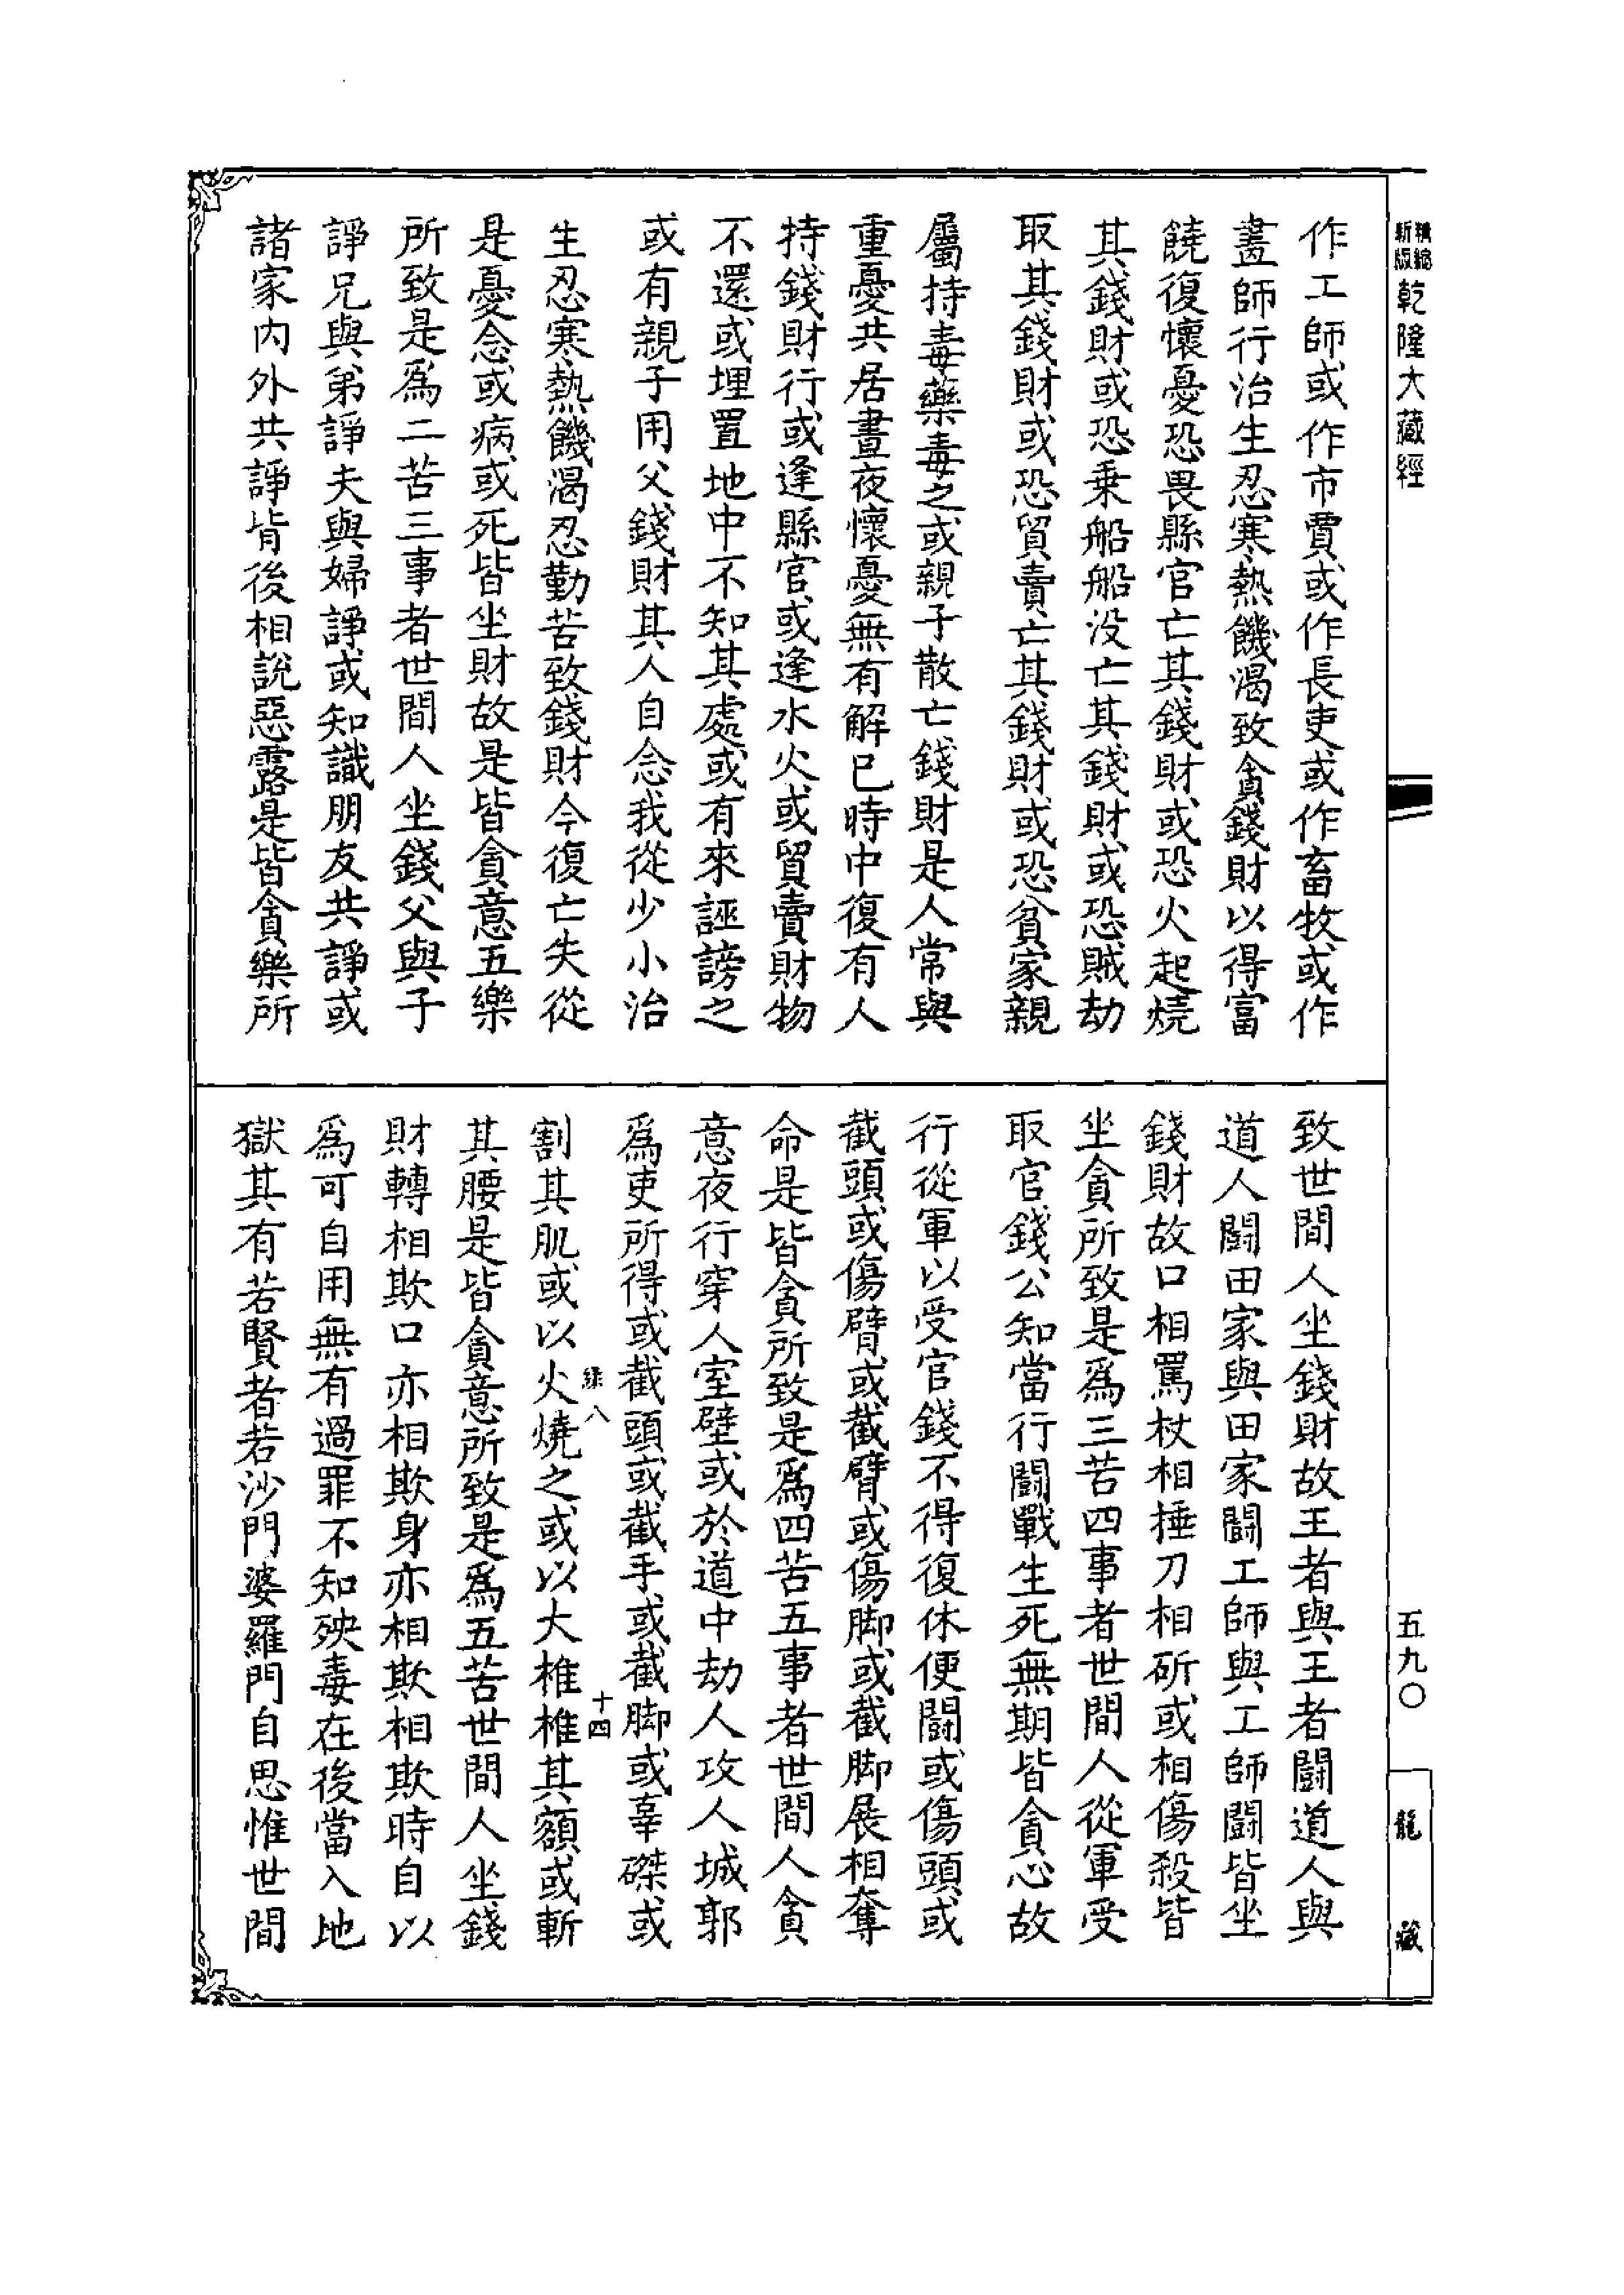 新版
精縮
乾隆大藏經
五九〇
龍藏
作工師或作市賈或作長吏或作畜牧或作
畫師行治生忍寒熱饑渴致貪錢財以得富
饒復懷憂恐畏縣官亡其錢財或恐火起燒
其錢財或恐乗船船没亡其錢財或恐賊劫
取其錢財或恐貿賣亡其錢財或恐貧家親
屬持毒藥毒之或親子散亡錢財是人常與
重憂共居晝夜懷憂無有解已時中復有人
持錢財行或逢縣官或逢水火或貿賣財物
不還或埋置地中不知其處或有來誣謗之
或有親子用父錢財其人自念我從少小治
生忍寒熱饑渴忍勤苦致錢財今復亡失從
是憂念或病或死皆坐財故是皆貪意五樂
所致是爲二苦三事者世間人坐錢父與子
諍兄與弟諍夫與婦諍或知識朋友共諍或
諸家内外共諍背後相說惡露是皆貪樂所
致世間人坐錢財故王者與王者鬪道人與
道人鬪田家與田家鬪工師與工師鬪皆坐
錢財故口相罵杖相捶刀相斫或相傷殺皆
坐貪所致是爲三苦四事者世間人從軍受
取官錢公知當行鬪戰生死無期皆貪心故
行從軍以受官錢不得復休便鬪或傷頭或
截頭或傷臂或截臂或傷脚或截脚展相奪
命是皆貪所致是爲四苦五事者世間人貪
意夜行穿人室壁或於道中劫人攻人城郭
爲吏所得或截頭或截手或截脚或辜磔或
八 十四
割其肌或以火燒之或以大椎椎其額或斬
其腰是皆貪意所致是爲五苦世間人坐錢
財轉相欺口亦相欺身亦相欺相欺時自以
爲可自用無有過罪不知殃毒在後當入地
獄其有若賢者若沙門婆羅門自思惟世間